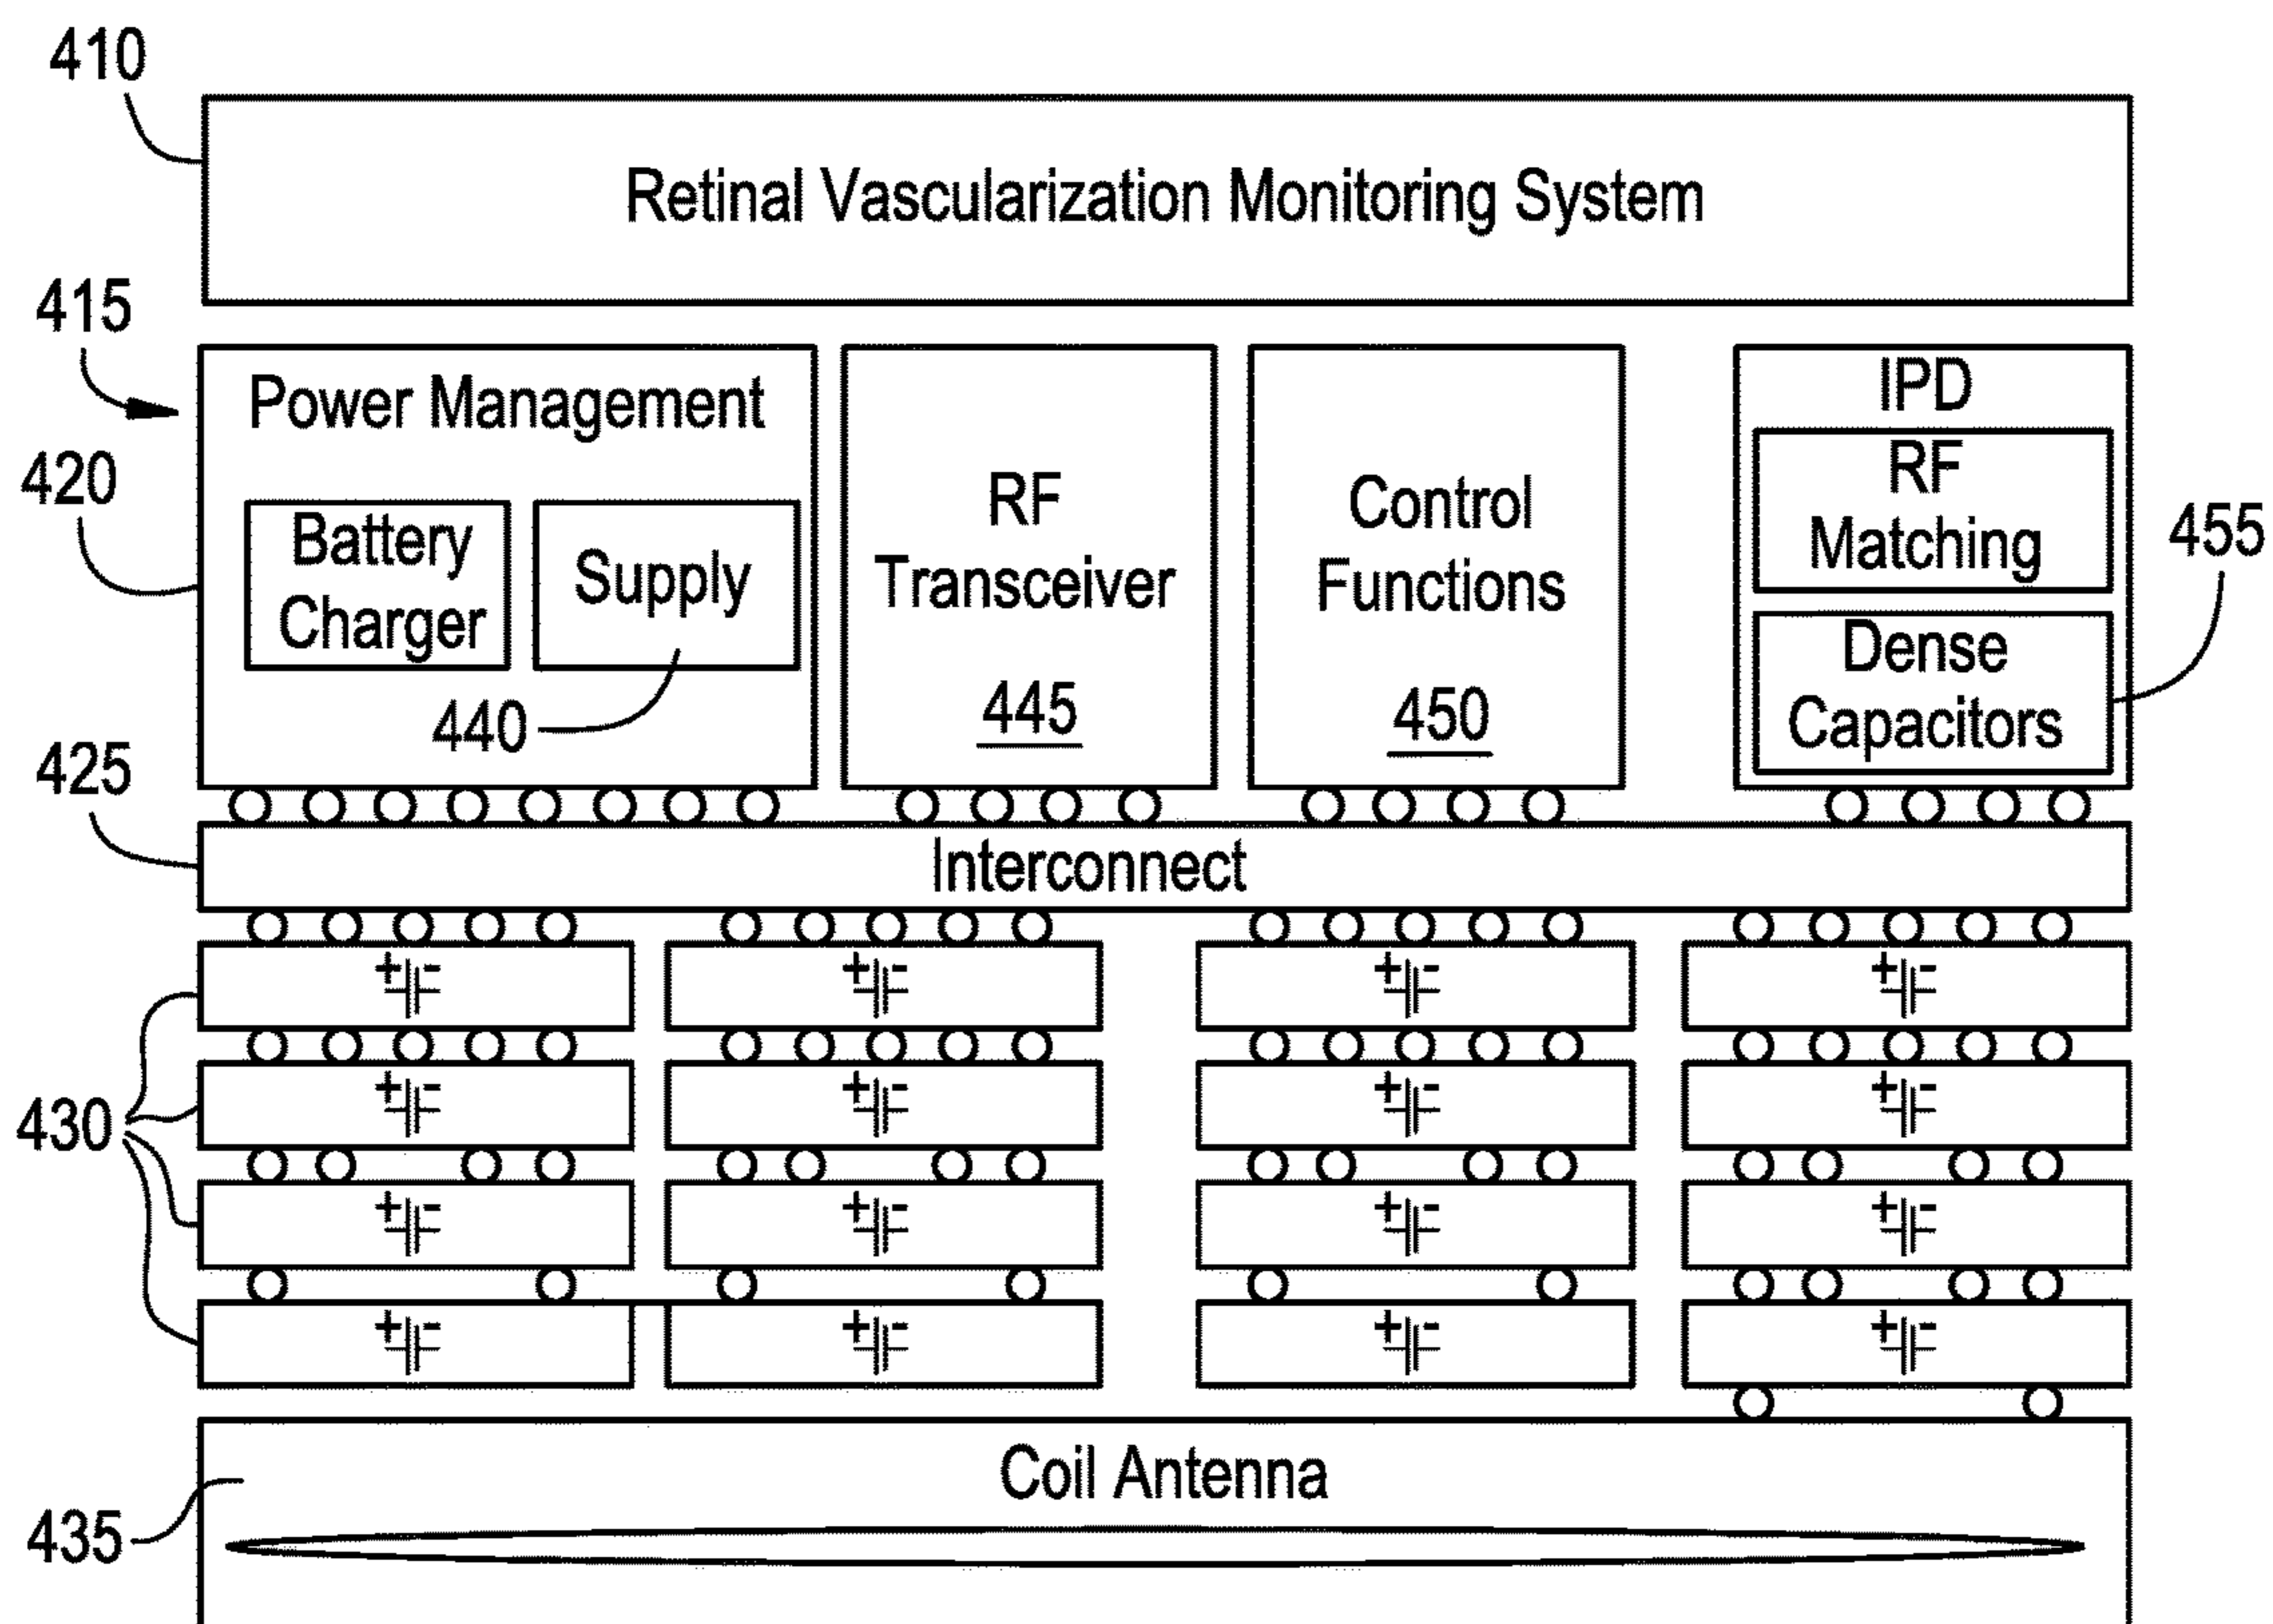 410
Retinal Vascularization Monitoring System
415
Power Management
420
Battery
Charger
Supply
440
RF
Transceiver
445
Control
Functions
450
IPD
RF
Matching
455
Dense
Capacitors
425
Interconnect
+ -
+ -
+ -
+ -
430
+ -
+ -
+ -
+ -
+ -
+ -
+ -
+ -
+ -
+ -
+ -
+ -
Coil Antenna
435